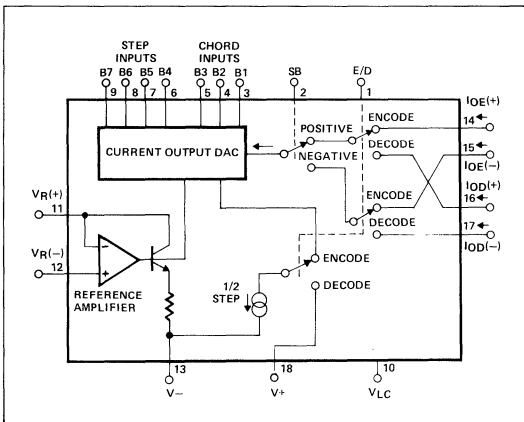 STEP INPUTS
CHORD INPUTS
B7 B6 B5 B4 B3 B2 B1 SB E/D
9 8 7 6 5 4 3 2 1
IOE(+)
14
ENCODE
POSITIVE
CURRENT OUTPUT DAC
DECODE
15
IOE(−)
NEGATIVE
IOD(+)
16
ENCODE
VR(+)
11
DECODE
17
IOD(−)
−
+
VR(−)
12
ENCODE
REFERENCE AMPLIFIER
1/2 STEP
DECODE
13 18 10
V− V+ VLC